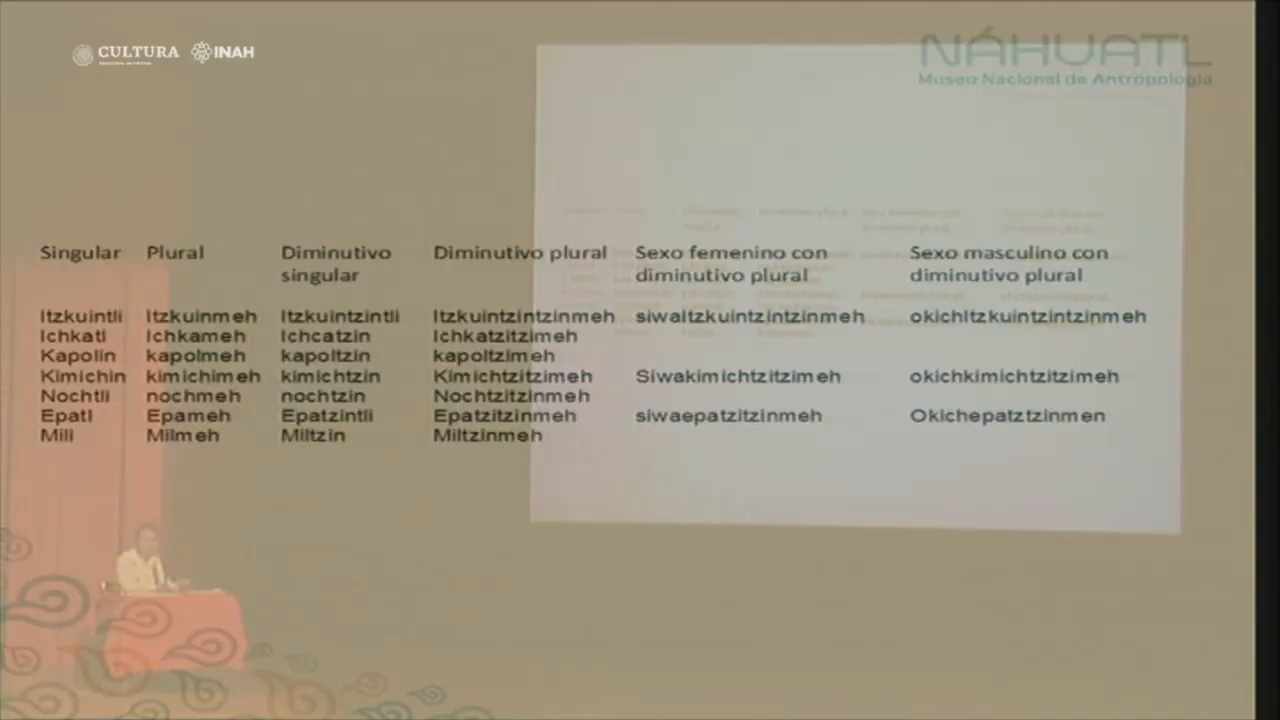 CULTURA INAH
NÁHUATL
Museo Nacional de Antropología
Singular Plural Diminutivo singular Diminutivo plural Sexo femenino con diminutivo plural Sexo masculino con diminutivo plural
Itzkuintli Itzkuinmeh Itzkuintzintli Itzkuintzintzinmeh siwaItzkuintzintzinmeh okichItzkuintzintzinmeh
Ichkatl Ichkameh Ichcatzin Ichkatzitzimeh
Kapolin kapolmeh kapoltzin kapoltzimeh
Kimichin kimichimeh kimichtzin Kimichtzitzimeh Siwakimichtzitzimeh okichkimichtzitzimeh
Nochtli nochmeh nochtzin Nochtzitzinmeh
Epatl Epameh Epatzintli Epatzitzinmeh siwaepatzitzinmeh Okichepatztzinmen
Mili Milmeh Miltzin Miltzinmeh